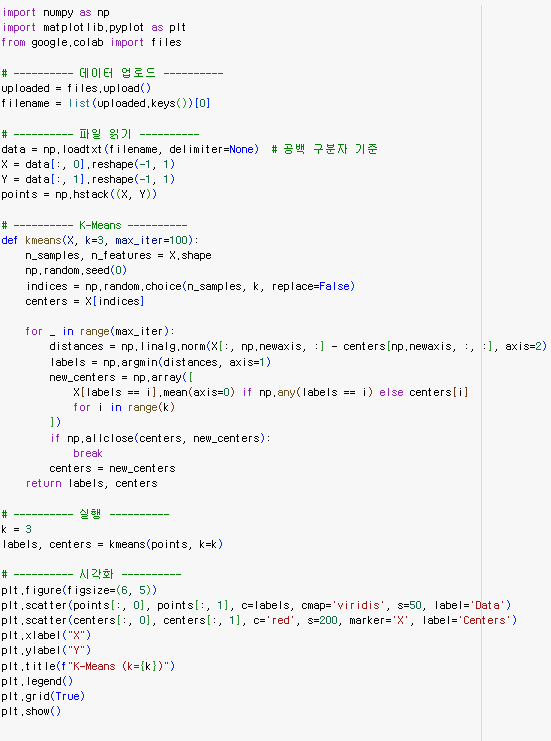 import numpy as np
import matplotlib.pyplot as plt
from google.colab import files
# ---------- 데이터 업로드 ----------
uploaded = files.upload()
filename = list(uploaded.keys())[0]
# ---------- 파일 읽기 ----------
data = np.loadtxt(filename, delimiter=None)  # 공백 구분자 기준
X = data[:, 0].reshape(-1, 1)
Y = data[:, 1].reshape(-1, 1)
points = np.hstack((X, Y))
# ---------- K-Means ----------
def kmeans(X, k=3, max_iter=100):
    n_samples, n_features = X.shape
    np.random.seed(0)
    indices = np.random.choice(n_samples, k, replace=False)
    centers = X[indices]
    for _ in range(max_iter):
        distances = np.linalg.norm(X[:, np.newaxis, :] - centers[np.newaxis, :, :], axis=2)
        labels = np.argmin(distances, axis=1)
        new_centers = np.array([
            X[labels == i].mean(axis=0) if np.any(labels == i) else centers[i]
            for i in range(k)
        ])
        if np.allclose(centers, new_centers):
            break
        centers = new_centers
    return labels, centers
# ---------- 실행 ----------
k = 3
labels, centers = kmeans(points, k=k)
# ---------- 시각화 ----------
plt.figure(figsize=(6, 5))
plt.scatter(points[:, 0], points[:, 1], c=labels, cmap='viridis', s=50, label='Data')
plt.scatter(centers[:, 0], centers[:, 1], c='red', s=200, marker='X', label='Centers')
plt.xlabel("X")
plt.ylabel("Y")
plt.title(f"K-Means (k={k})")
plt.legend()
plt.grid(True)
plt.show()